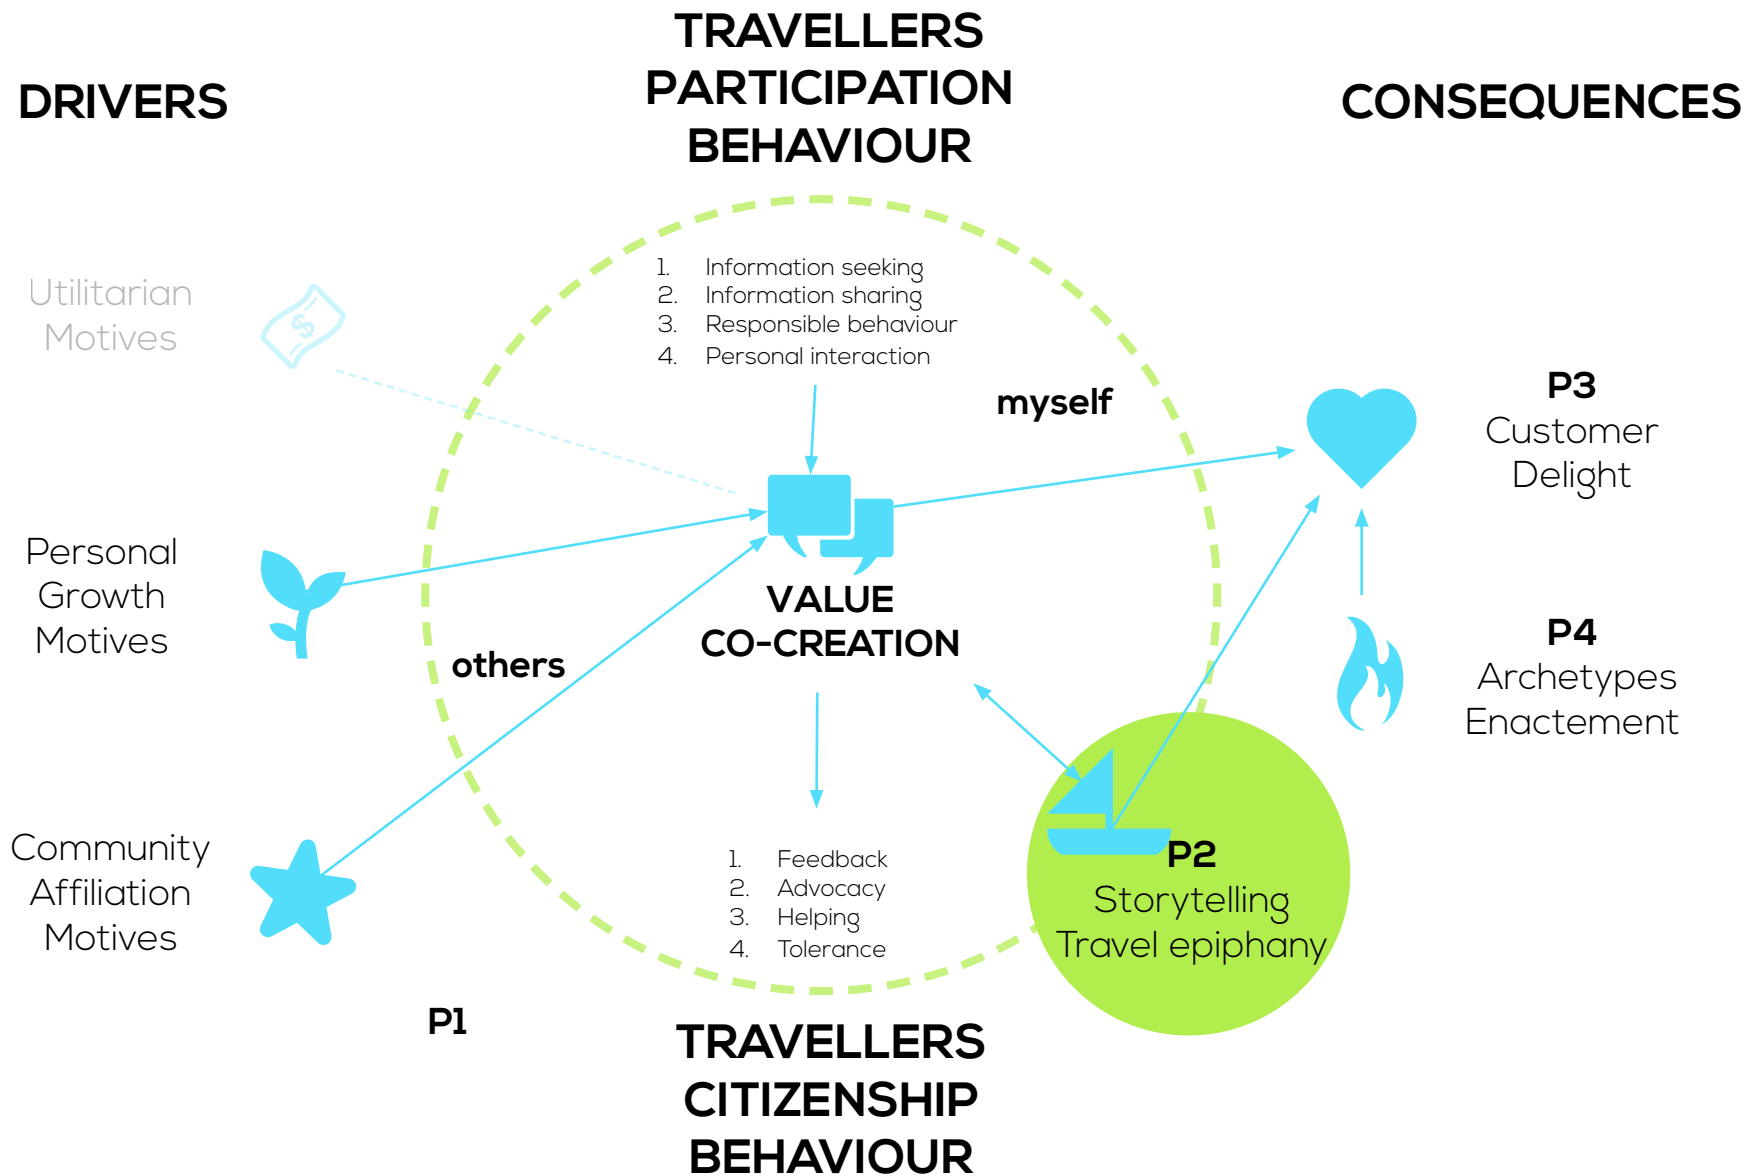 TRAVELLERS
PARTICIPATION
BEHAVIOUR
DRIVERS
CONSEQUENCES
Utilitarian
Motives
$
1. Information seeking
2. Information sharing
3. Responsible behaviour
4. Personal interaction
myself
P3
Customer
Delight
Personal
Growth
Motives
VALUE
CO-CREATION
others
P4
Archetypes
Enactement
Community
Affiliation
Motives
1. Feedback
2. Advocacy
3. Helping
4. Tolerance
P2
Storytelling
Travel epiphany
P1
TRAVELLERS
CITIZENSHIP
BEHAVIOUR